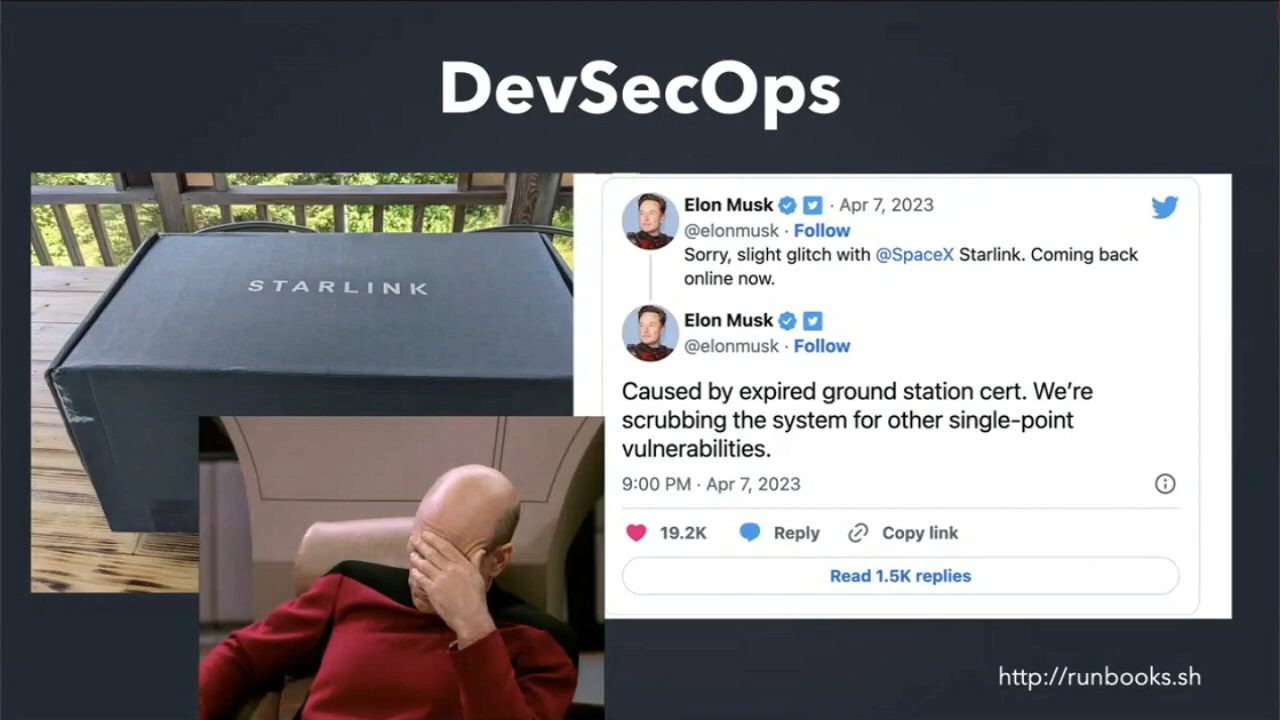 DevSecOps
STARLINK
Elon Musk · Apr 7, 2023
@elonmusk · Follow
Sorry, slight glitch with @SpaceX Starlink. Coming back
online now.
Elon Musk
@elonmusk · Follow
Caused by expired ground station cert. We’re
scrubbing the system for other single-point
vulnerabilities.
9:00 PM · Apr 7, 2023
19.2K Reply Copy link
Read 1.5K replies
http://runbooks.sh